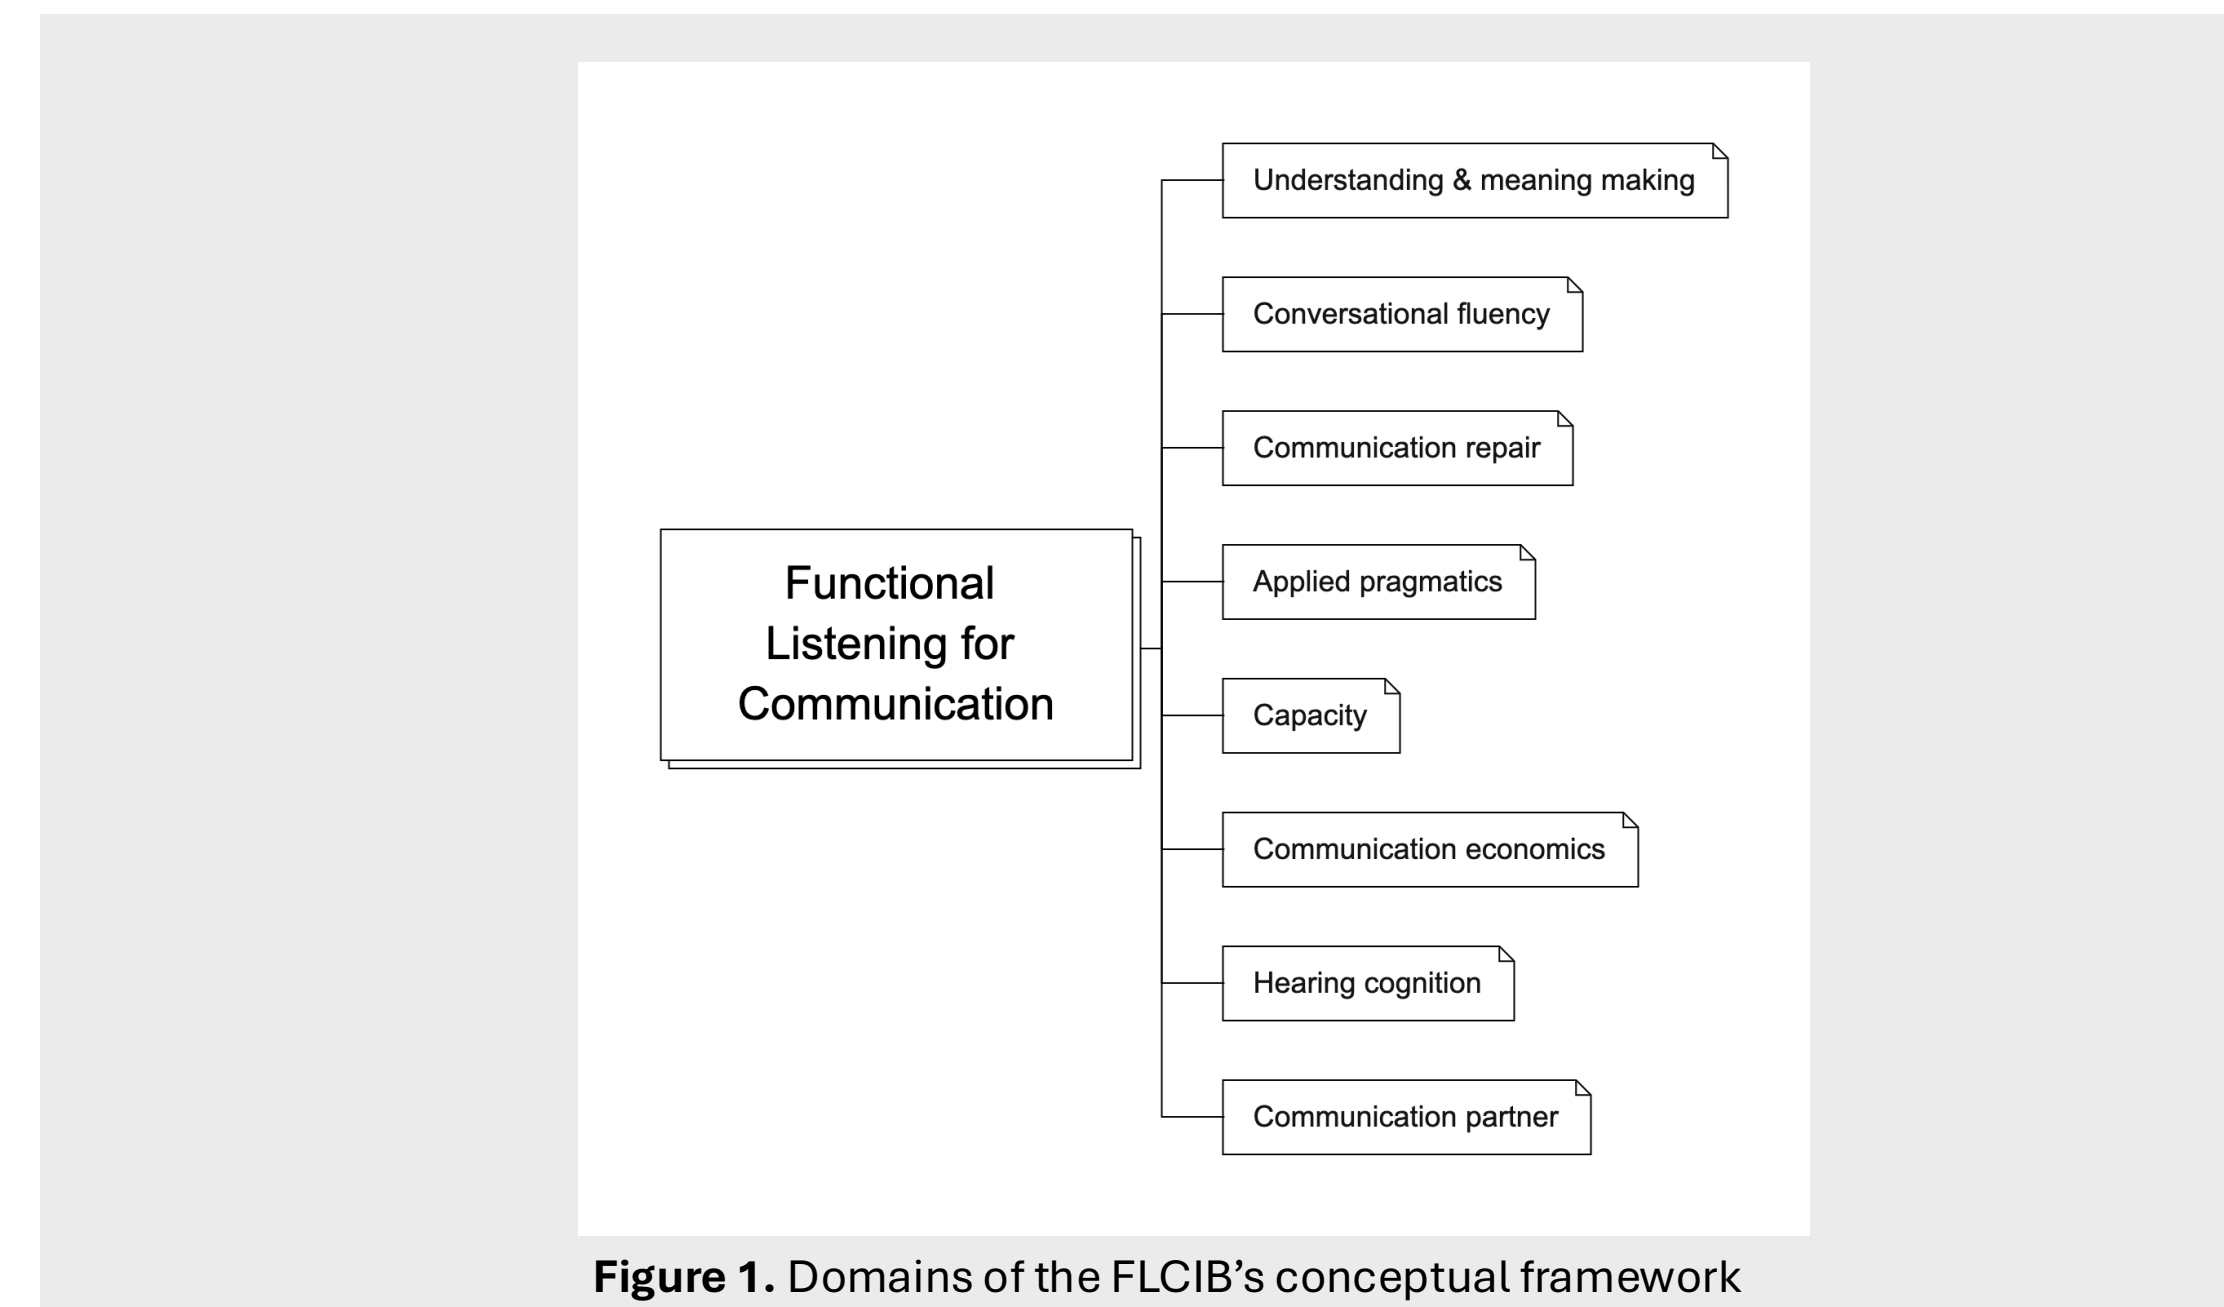 Understanding & meaning making
Conversational fluency
Communication repair
Applied pragmatics
Functional
Listening for
Communication
Capacity
Communication economics
Hearing cognition
Communication partner
Figure 1. Domains of the FLCIB’s conceptual framework